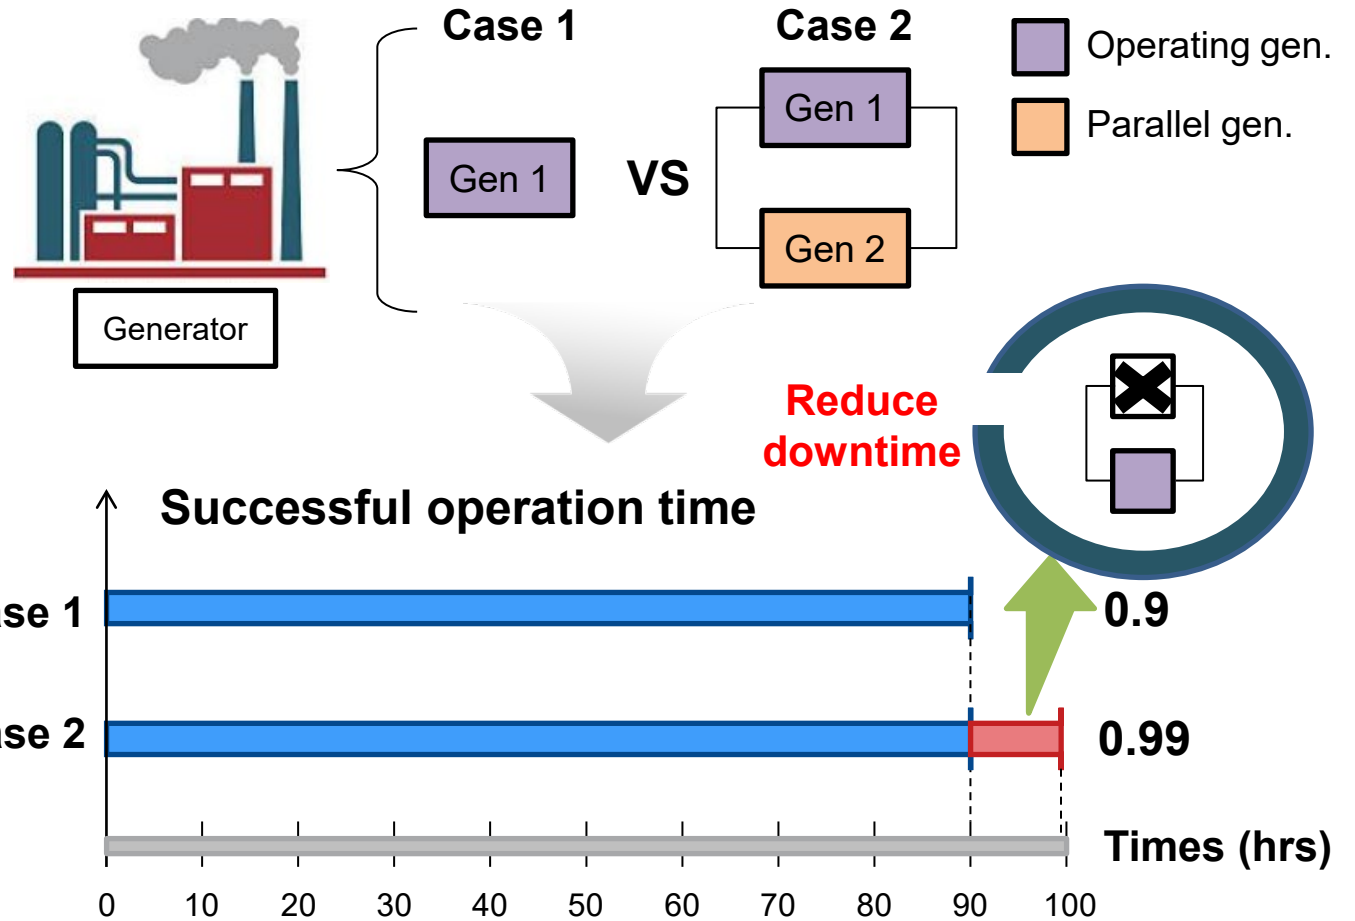 Case 1
Case 2
Operating gen.
Parallel gen.
Gen 1
Gen 1
VS
Gen 2
Generator
Reduce
downtime
Successful operation time
ase 1
0.9
ase 2
0.99
Times (hrs)
0 10 20 30 40 50 60 70 80 90 100